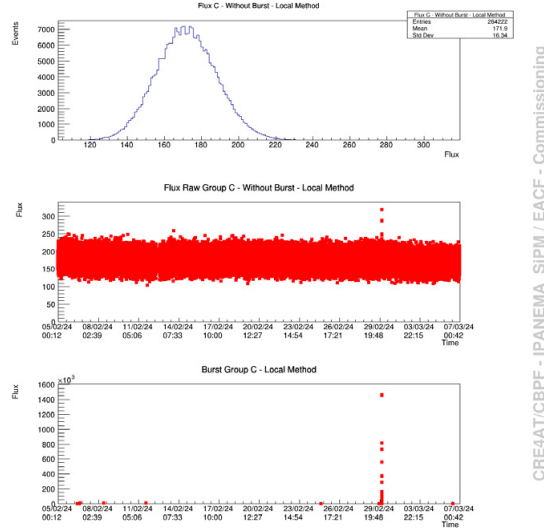 Flux C - Without Burst - Local Method
Flux C - Without Burst - Local Method
Entries 284222
Mean 171.9
Std Dev 16.34
Events
7000
6000
5000
4000
3000
2000
1000
0
120 140 160 180 200 220 240 260 280 300
Flux
Flux Raw Group C - Without Burst - Local Method
Flux
300
250
200
150
100
50
0
05/02/24 08/02/24 11/02/24 14/02/24 17/02/24 20/02/24 23/02/24 26/02/24 29/02/24 03/03/24 07/03/24
00:12 02:39 05:06 07:33 10:00 12:27 14:54 17:21 19:48 22:15 00:42
Time
Burst Group C - Local Method
Flux
×10³
1600
1400
1200
1000
800
600
400
200
0
05/02/24 08/02/24 11/02/24 14/02/24 17/02/24 20/02/24 23/02/24 26/02/24 29/02/24 03/03/24 07/03/24
00:12 02:39 05:06 07:33 10:00 12:27 14:54 17:21 19:48 22:15 00:42
Time
CRE4AT/CBPF - IPANEMA SiPM / EACF - Commissioning